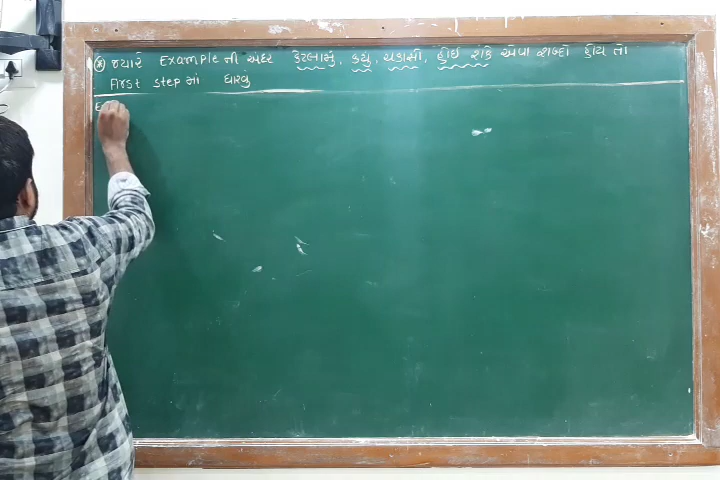 ⊛ જ્યારે Example ની અંદર કેટલામું, કયું, ચકાસો, હોઈ શકે એવા શબ્દો હોય તો
First step માં ધારવું